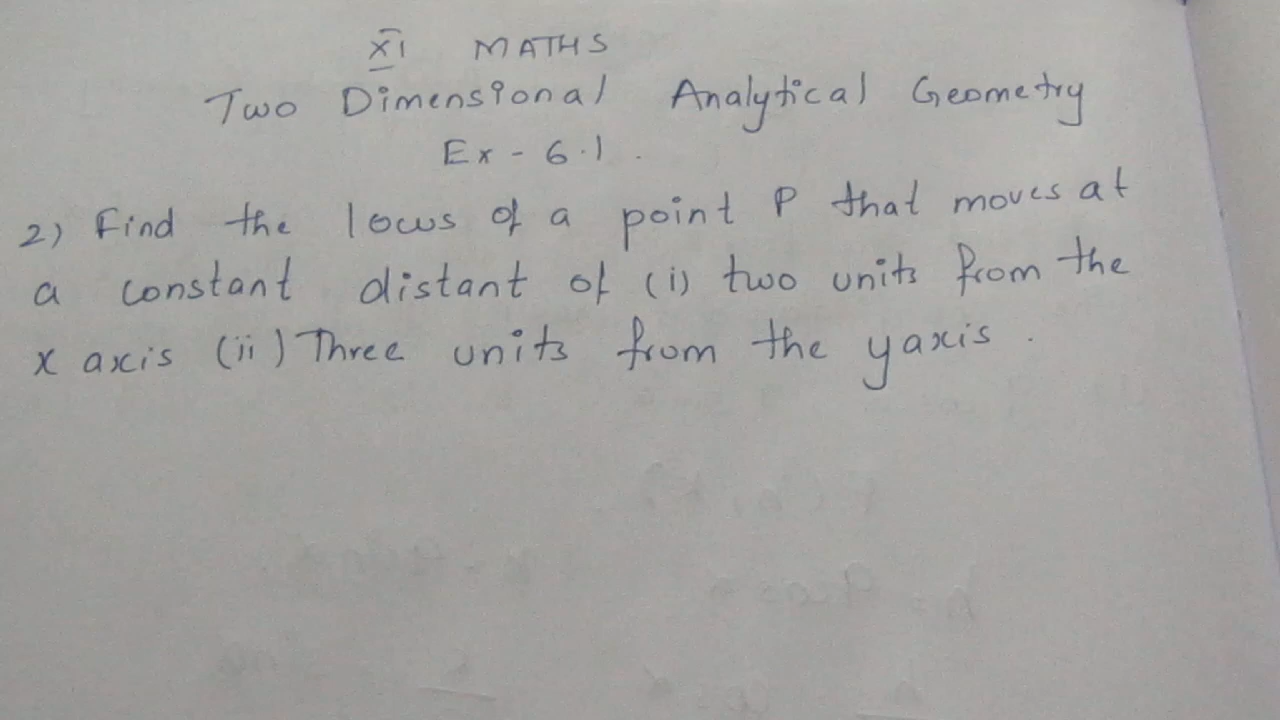 XI MATHS
Two Dimensional Analytical Geometry
Ex - 6.1.
2) Find the locus of a point P that moves at
a constant distant of (i) two units from the
x axis (ii) Three units from the y axis.